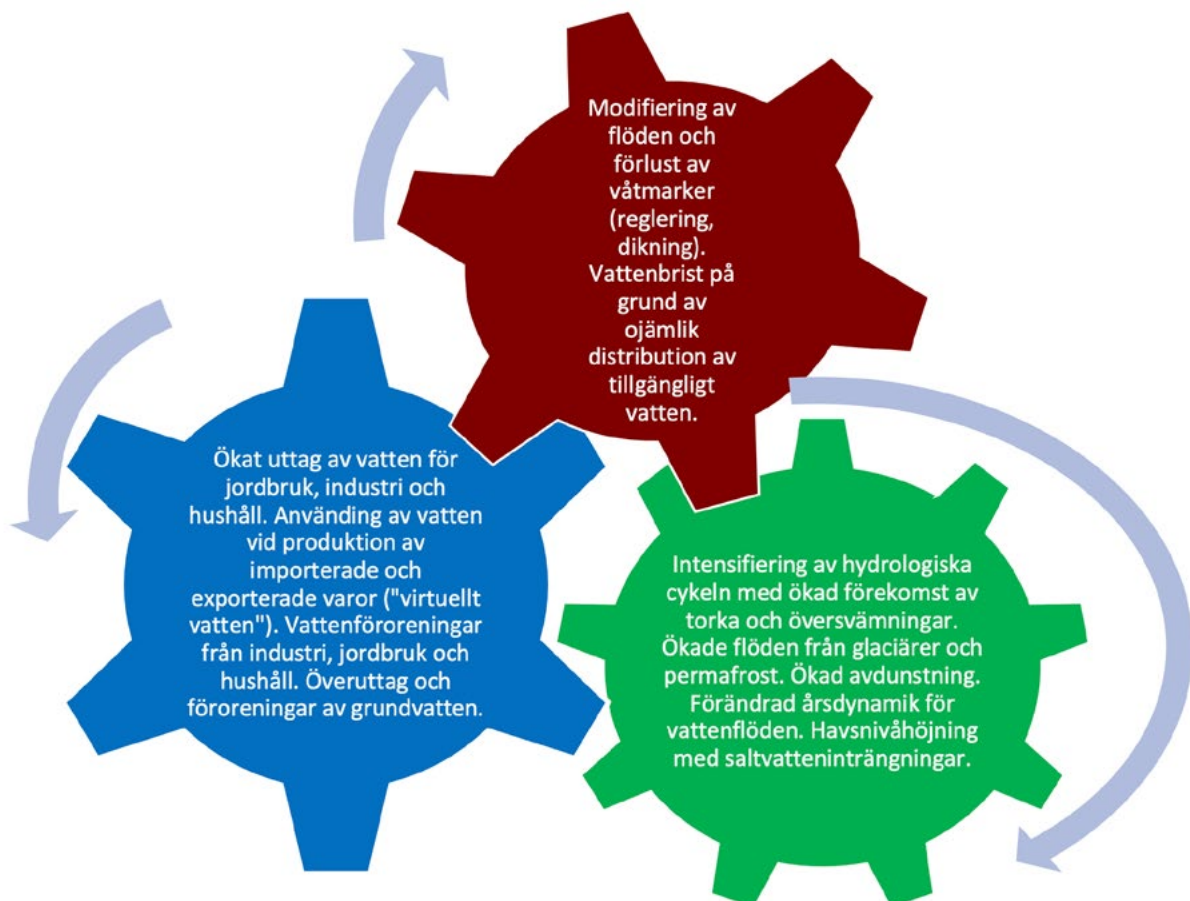 Modifiering av
flöden och
förlust av
våtmarker
(reglering,
dikning).
Vattenbrist på
grund av
ojämlik
distribution av
tillgängligt
vatten.
Ökat uttag av vatten för
jordbruk, industri och
hushåll. Använding av vatten
vid produktion av
importerade och
exporterade varor ("virtuellt
vatten"). Vattenföroreningar
från industri, jordbruk och
hushåll. Överuttag och
föroreningar av grundvatten.
Intensifiering av hydrologiska
cykeln med ökad förekomst av
torka och översvämningar.
Ökade flöden från glaciärer och
permafrost. Ökad avdunstning.
Förändrad årsdynamik för
vattenflöden. Havsnivåhöjning
med saltvatteninträngningar.